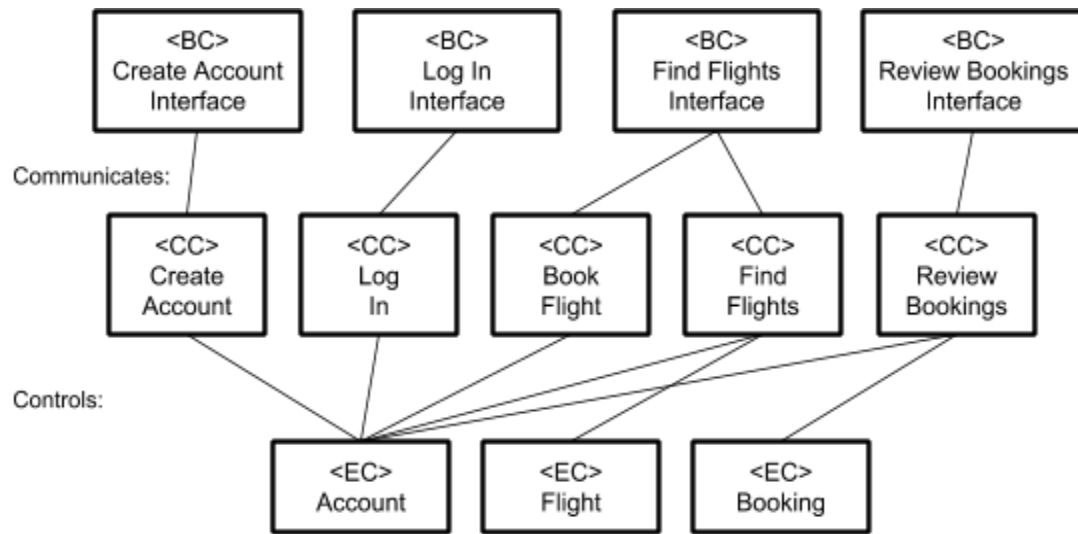 <BC>
Create Account
Interface
<BC>
Log In
Interface
<BC>
Find Flights
Interface
<BC>
Review Bookings
Interface
Communicates:
<CC>
Create
Account
<CC>
Log
In
<CC>
Book
Flight
<CC>
Find
Flights
<CC>
Review
Bookings
Controls:
<EC>
Account
<EC>
Flight
<EC>
Booking